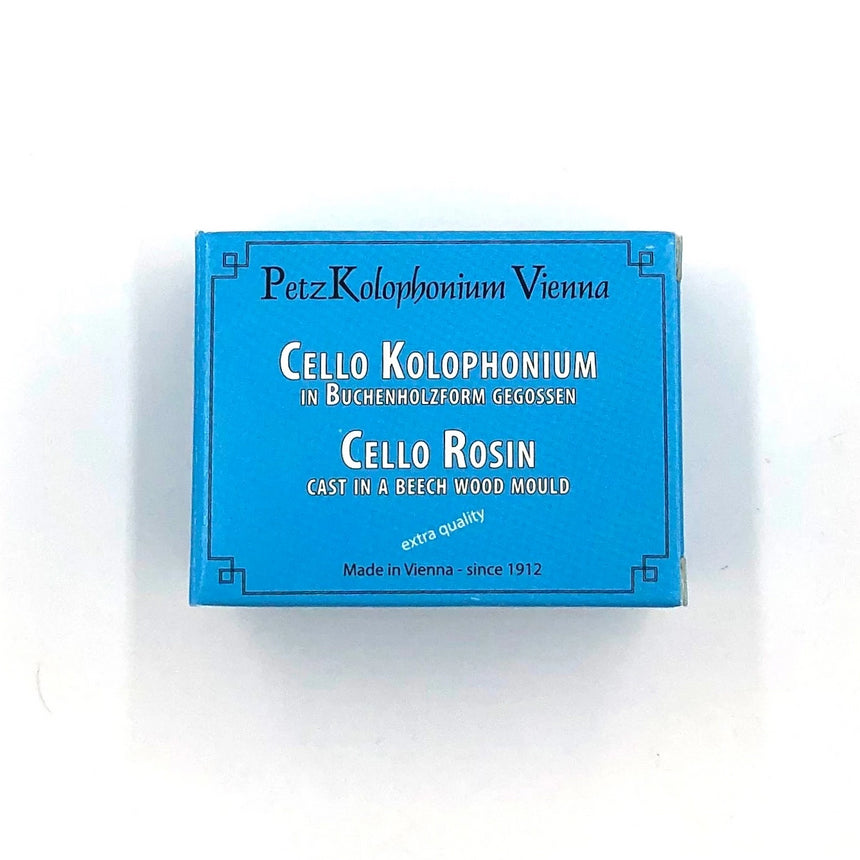 PetzKolophonium Vienna
Cello Kolophonium
in Buchenholzform gegossen
Cello Rosin
cast in a beech wood mould
extra quality
Made in Vienna - since 1912